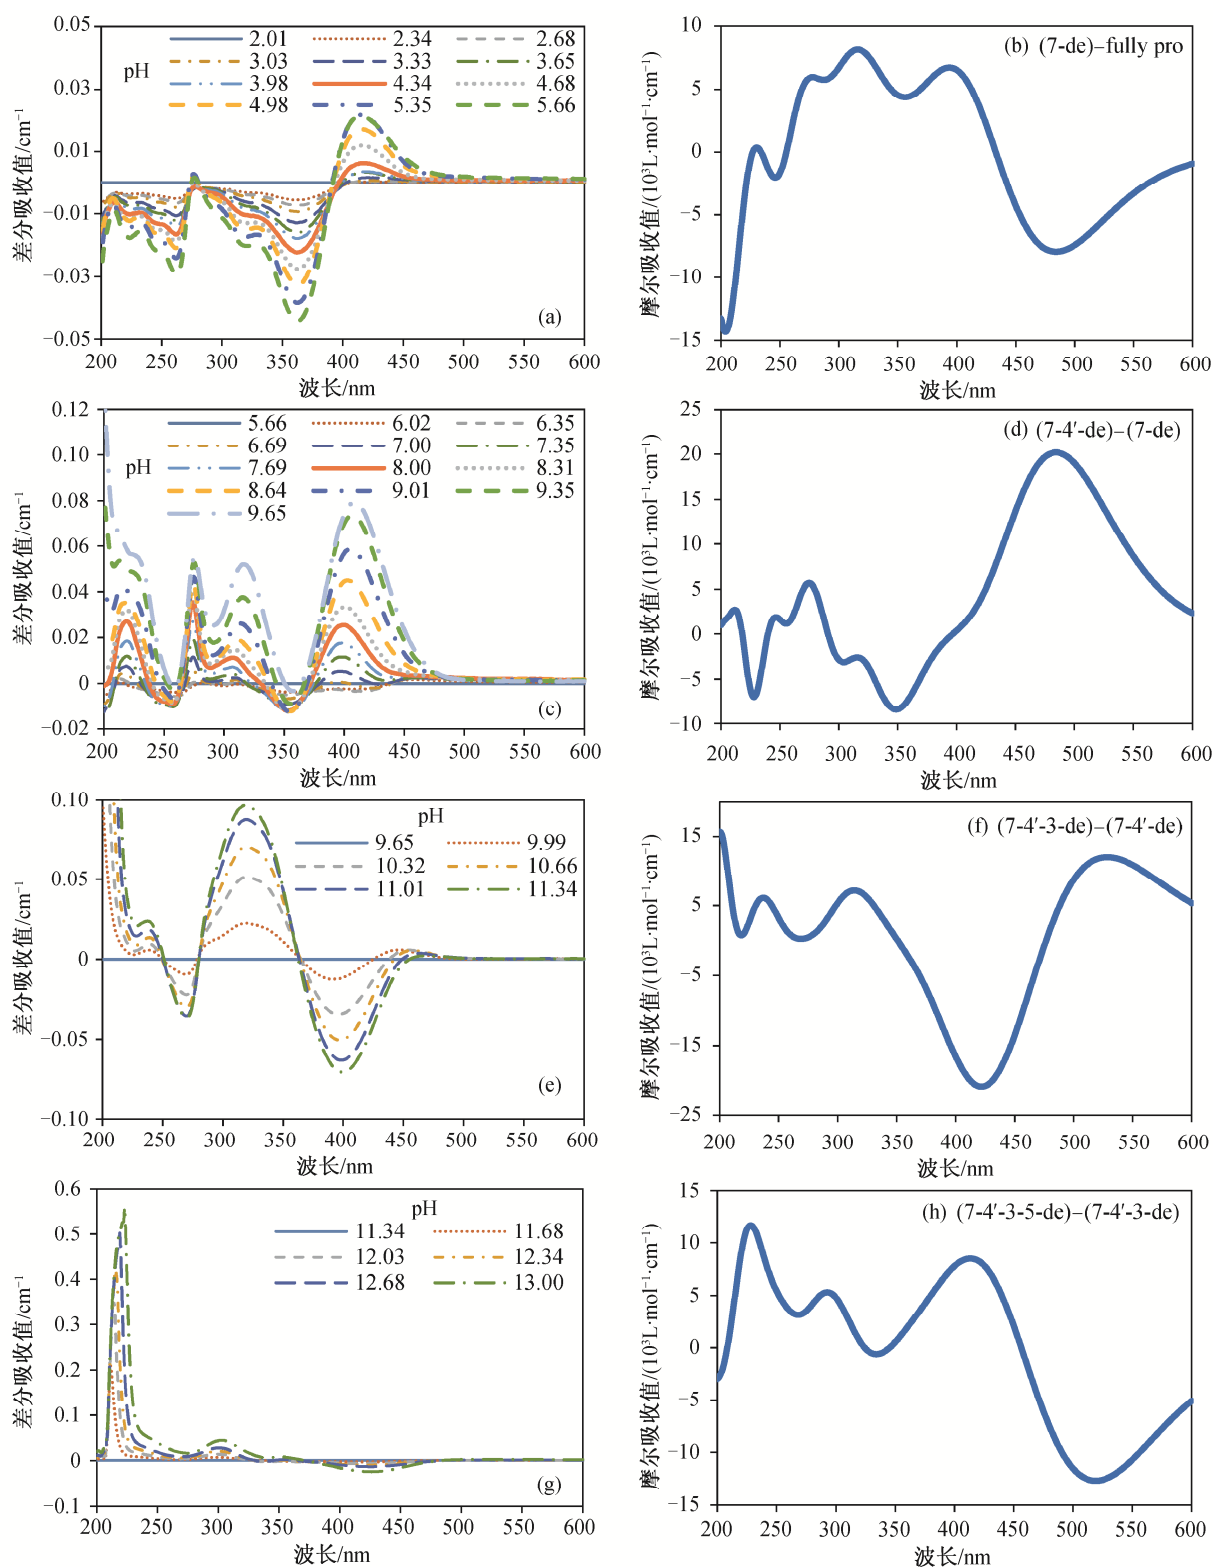 0.05
0.03
0.01
−0.01
−0.03
−0.05
差分吸收值/cm⁻¹
pH
2.01 2.34 2.68
3.03 3.33 3.65
3.98 4.34 4.68
4.98 5.35 5.66
(a)
200 250 300 350 400 450 500 550 600
波长/nm
10
5
0
−5
−10
−15
摩尔吸收值/(10³L·mol⁻¹·cm⁻¹)
(b) (7-de)–fully pro
200 250 300 350 400 450 500 550 600
波长/nm
0.12
0.10
0.08
0.06
0.04
0.02
0
−0.02
差分吸收值/cm⁻¹
pH
5.66 6.02 6.35
6.69 7.00 7.35
7.69 8.00 8.31
8.64 9.01 9.35
9.65
(c)
200 250 300 350 400 450 500 550 600
波长/nm
25
20
15
10
5
0
−5
−10
摩尔吸收值/(10³L·mol⁻¹·cm⁻¹)
(d) (7-4′-de)–(7-de)
200 250 300 350 400 450 500 550 600
波长/nm
0.10
0.05
0
−0.05
−0.10
差分吸收值/cm⁻¹
pH
9.65 9.99
10.32 10.66
11.01 11.34
(e)
200 250 300 350 400 450 500 550 600
波长/nm
15
5
−5
−15
−25
摩尔吸收值/(10³L·mol⁻¹·cm⁻¹)
(f) (7-4′-3-de)–(7-4′-de)
200 250 300 350 400 450 500 550 600
波长/nm
0.6
0.5
0.4
0.3
0.2
0.1
0
−0.1
差分吸收值/cm⁻¹
pH
11.34 11.68
12.03 12.34
12.68 13.00
(g)
200 250 300 350 400 450 500 550 600
波长/nm
15
10
5
0
−5
−10
−15
摩尔吸收值/(10³L·mol⁻¹·cm⁻¹)
(h) (7-4′-3-5-de)–(7-4′-3-de)
200 250 300 350 400 450 500 550 600
波长/nm